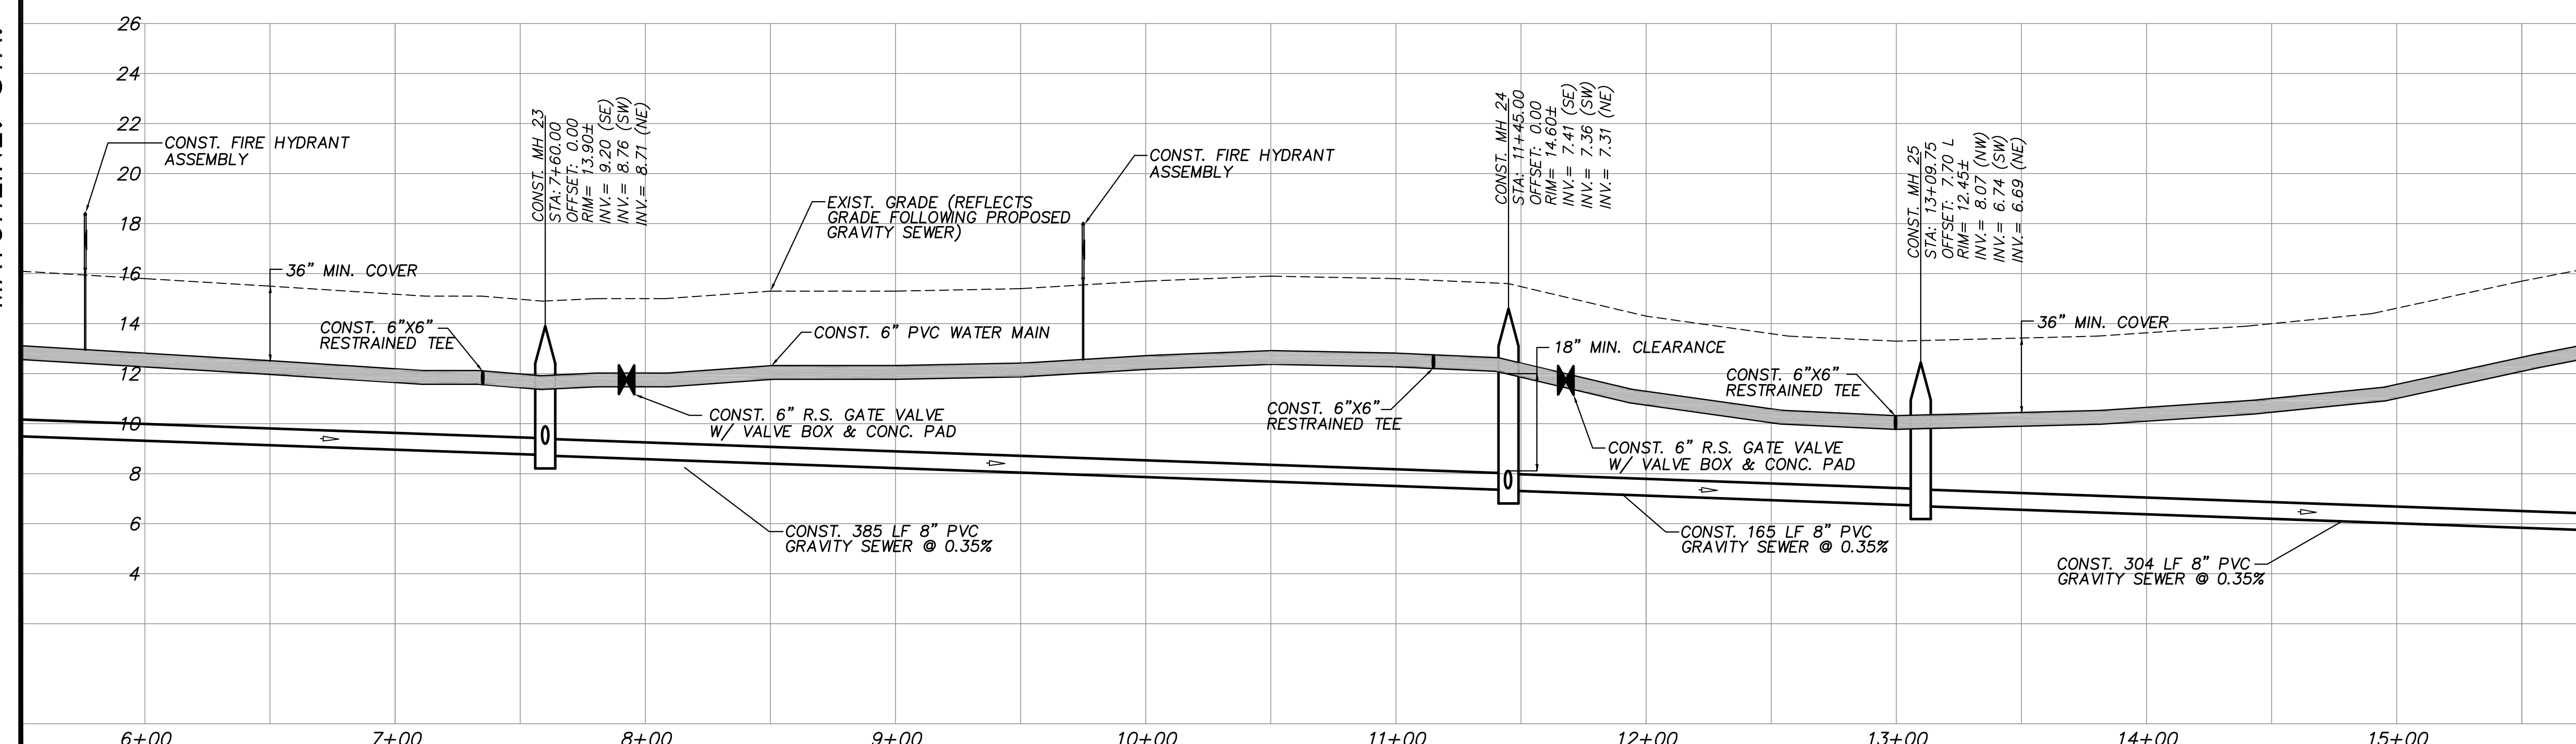 26
24
22
20
18
16
14
12
10
8
6
4
CONST. FIRE HYDRANT
ASSEMBLY
36" MIN. COVER
CONST. 6"X6"
RESTRAINED TEE
CONST. MH 23
STA: 7+60.00
OFFSET: 0.00
RIM= 13.90±
INV.= 9.20 (SE)
INV.= 8.76 (SW)
INV.= 8.71 (NE)
EXIST. GRADE (REFLECTS
GRADE FOLLOWING PROPOSED
GRAVITY SEWER)
CONST. 6" PVC WATER MAIN
CONST. 6" R.S. GATE VALVE
W/ VALVE BOX & CONC. PAD
CONST. 385 LF 8" PVC
GRAVITY SEWER @ 0.35%
CONST. FIRE HYDRANT
ASSEMBLY
CONST. 6"X6"
RESTRAINED TEE
CONST. MH 24
STA: 11+45.00
OFFSET: 0.00
RIM= 14.60±
INV.= 7.41 (SE)
INV.= 7.36 (SW)
INV.= 7.31 (NE)
18" MIN. CLEARANCE
CONST. 6" R.S. GATE VALVE
W/ VALVE BOX & CONC. PAD
CONST. 165 LF 8" PVC
GRAVITY SEWER @ 0.35%
CONST. 6"X6"
RESTRAINED TEE
CONST. MH 25
STA: 13+09.75
OFFSET: 7.70 L
RIM= 12.45±
INV.= 8.07 (NW)
INV.= 6.74 (SW)
INV.= 6.69 (NE)
36" MIN. COVER
CONST. 304 LF 8" PVC
GRAVITY SEWER @ 0.35%
6+00
7+00
8+00
9+00
10+00
11+00
12+00
13+00
14+00
15+00